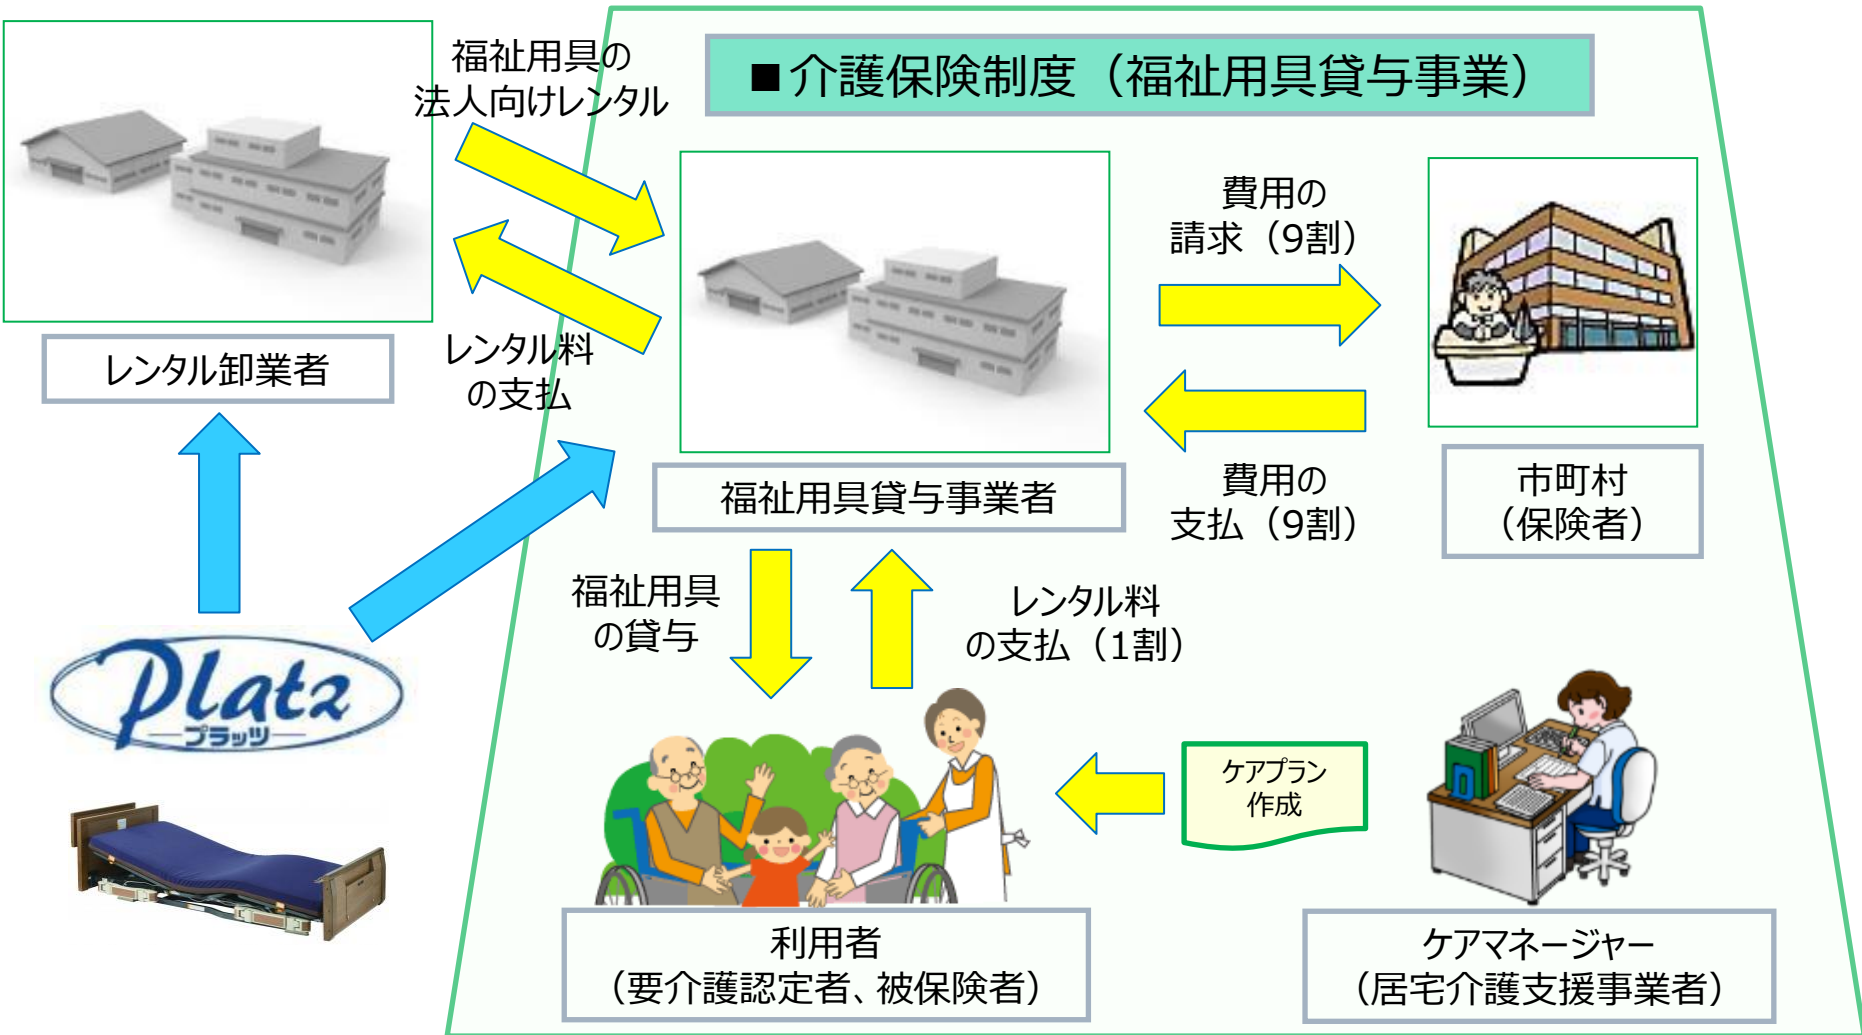 ■介護保険制度（福祉用具貸与事業）
福祉用具の
法人向けレンタル
レンタル卸業者
レンタル料
の支払
福祉用具貸与事業者
費用の
請求（9割）
費用の
支払（9割）
市町村
（保険者）
福祉用具
の貸与
レンタル料
の支払（1割）
Platz
プラッツ
ケアプラン
作成
利用者
（要介護認定者、被保険者）
ケアマネージャー
（居宅介護支援事業者）